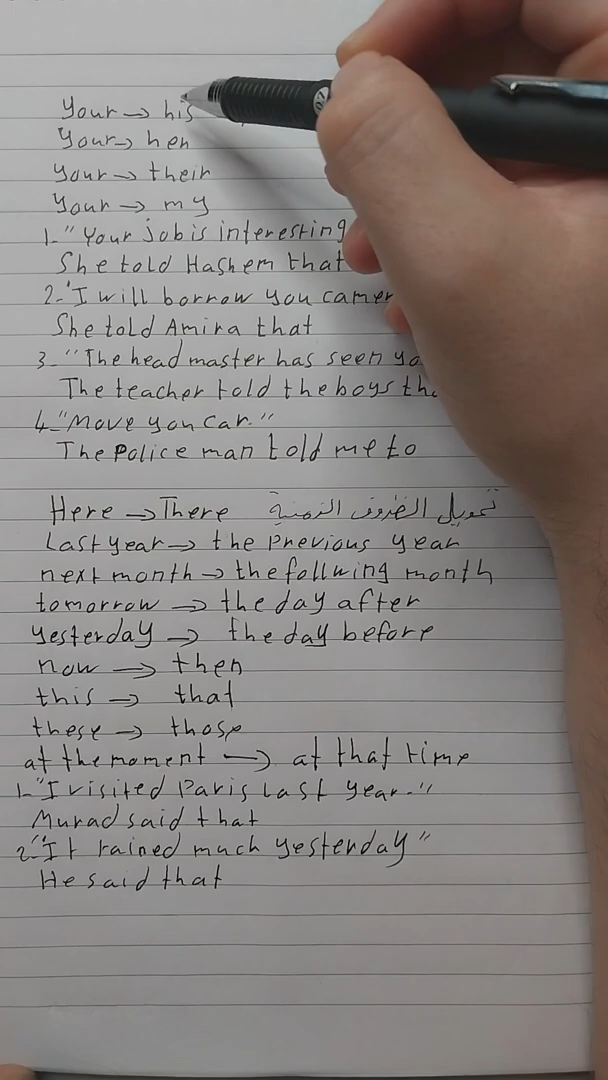 Your → his
Your → her
your → their
Your → my
1- "Your job is interesting
She told Hashem that
2- "I will borrow you camer
She told Amira that
3- "The head master has seen yo
The teacher told the boys tha
4- "Move you car."
The Police man told me to
Here → There تحويل الظروف الزمنية
Last year → the previous year
next month → the follwing month
tomorrow → the day after
yesterday → the day before
now → then
this → that
these → those
at the moment → at that time
1- "I visited Paris last year."
Murad said that
2- "It rained much yesterday"
He said that